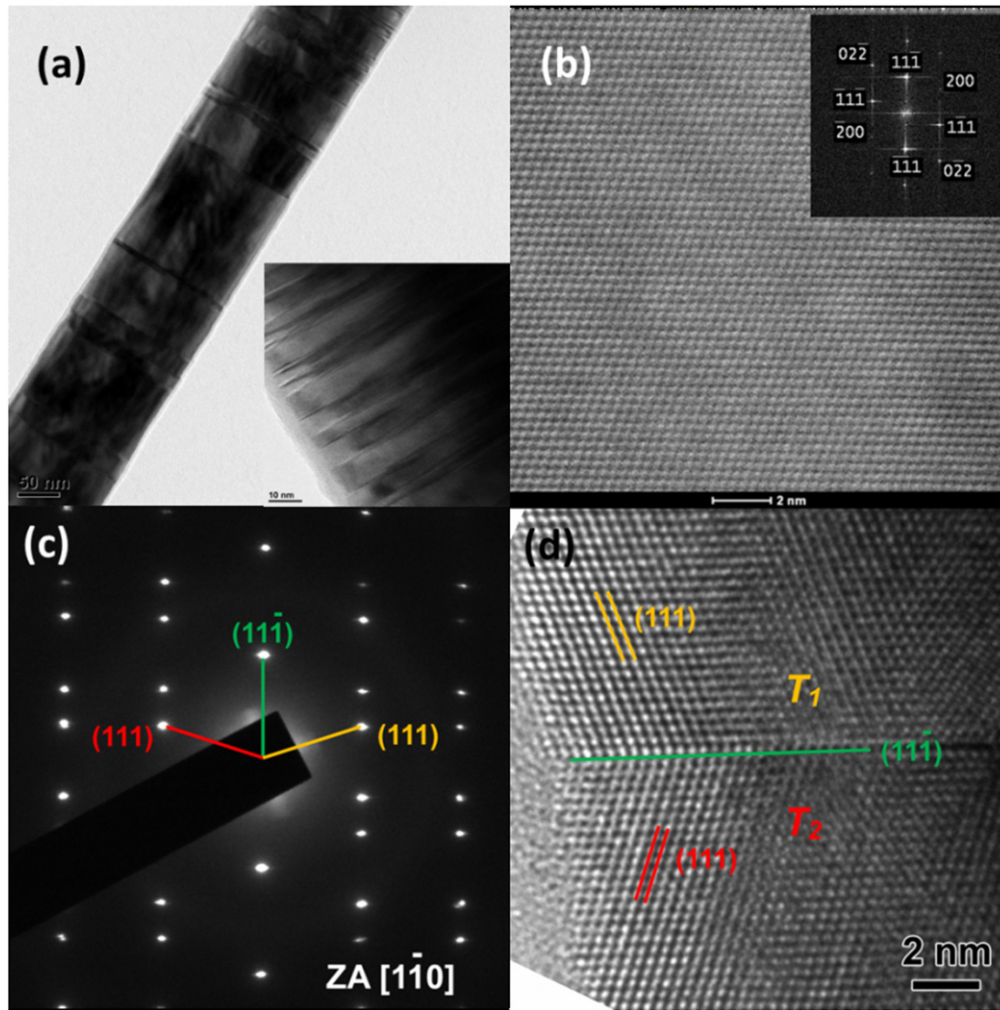 (a)
50 nm
10 nm
(b)
022̄
111̄
200
1̄11̄
2̄00
11̄1
1̄1̄1
02̄2
2 nm
(c)
(111̄)
(111)
(111)
ZA [11̄0]
(d)
(111)
T₁
(111̄)
T₂
(111)
2 nm